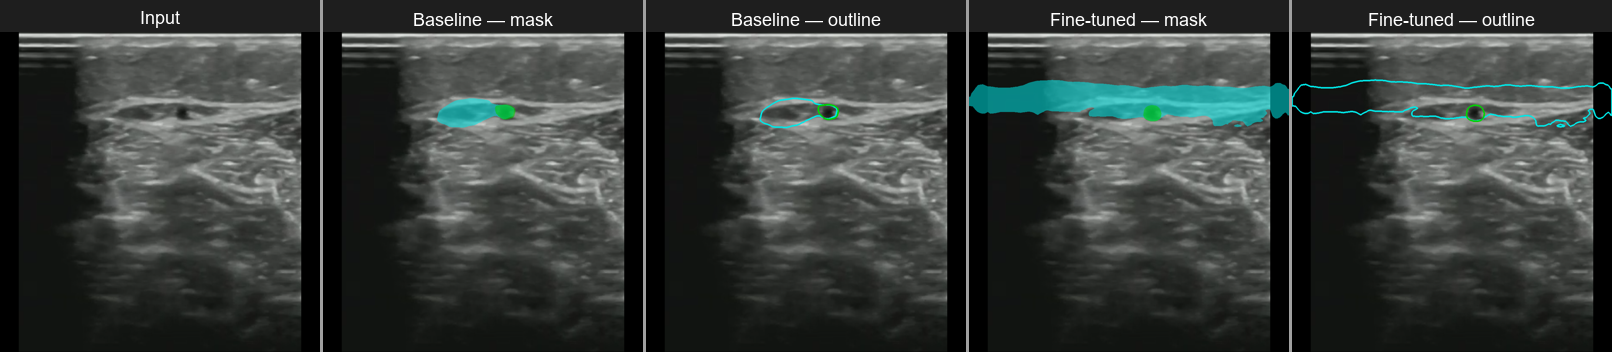 Input
Baseline — mask
Baseline — outline
Fine-tuned — mask
Fine-tuned — outline